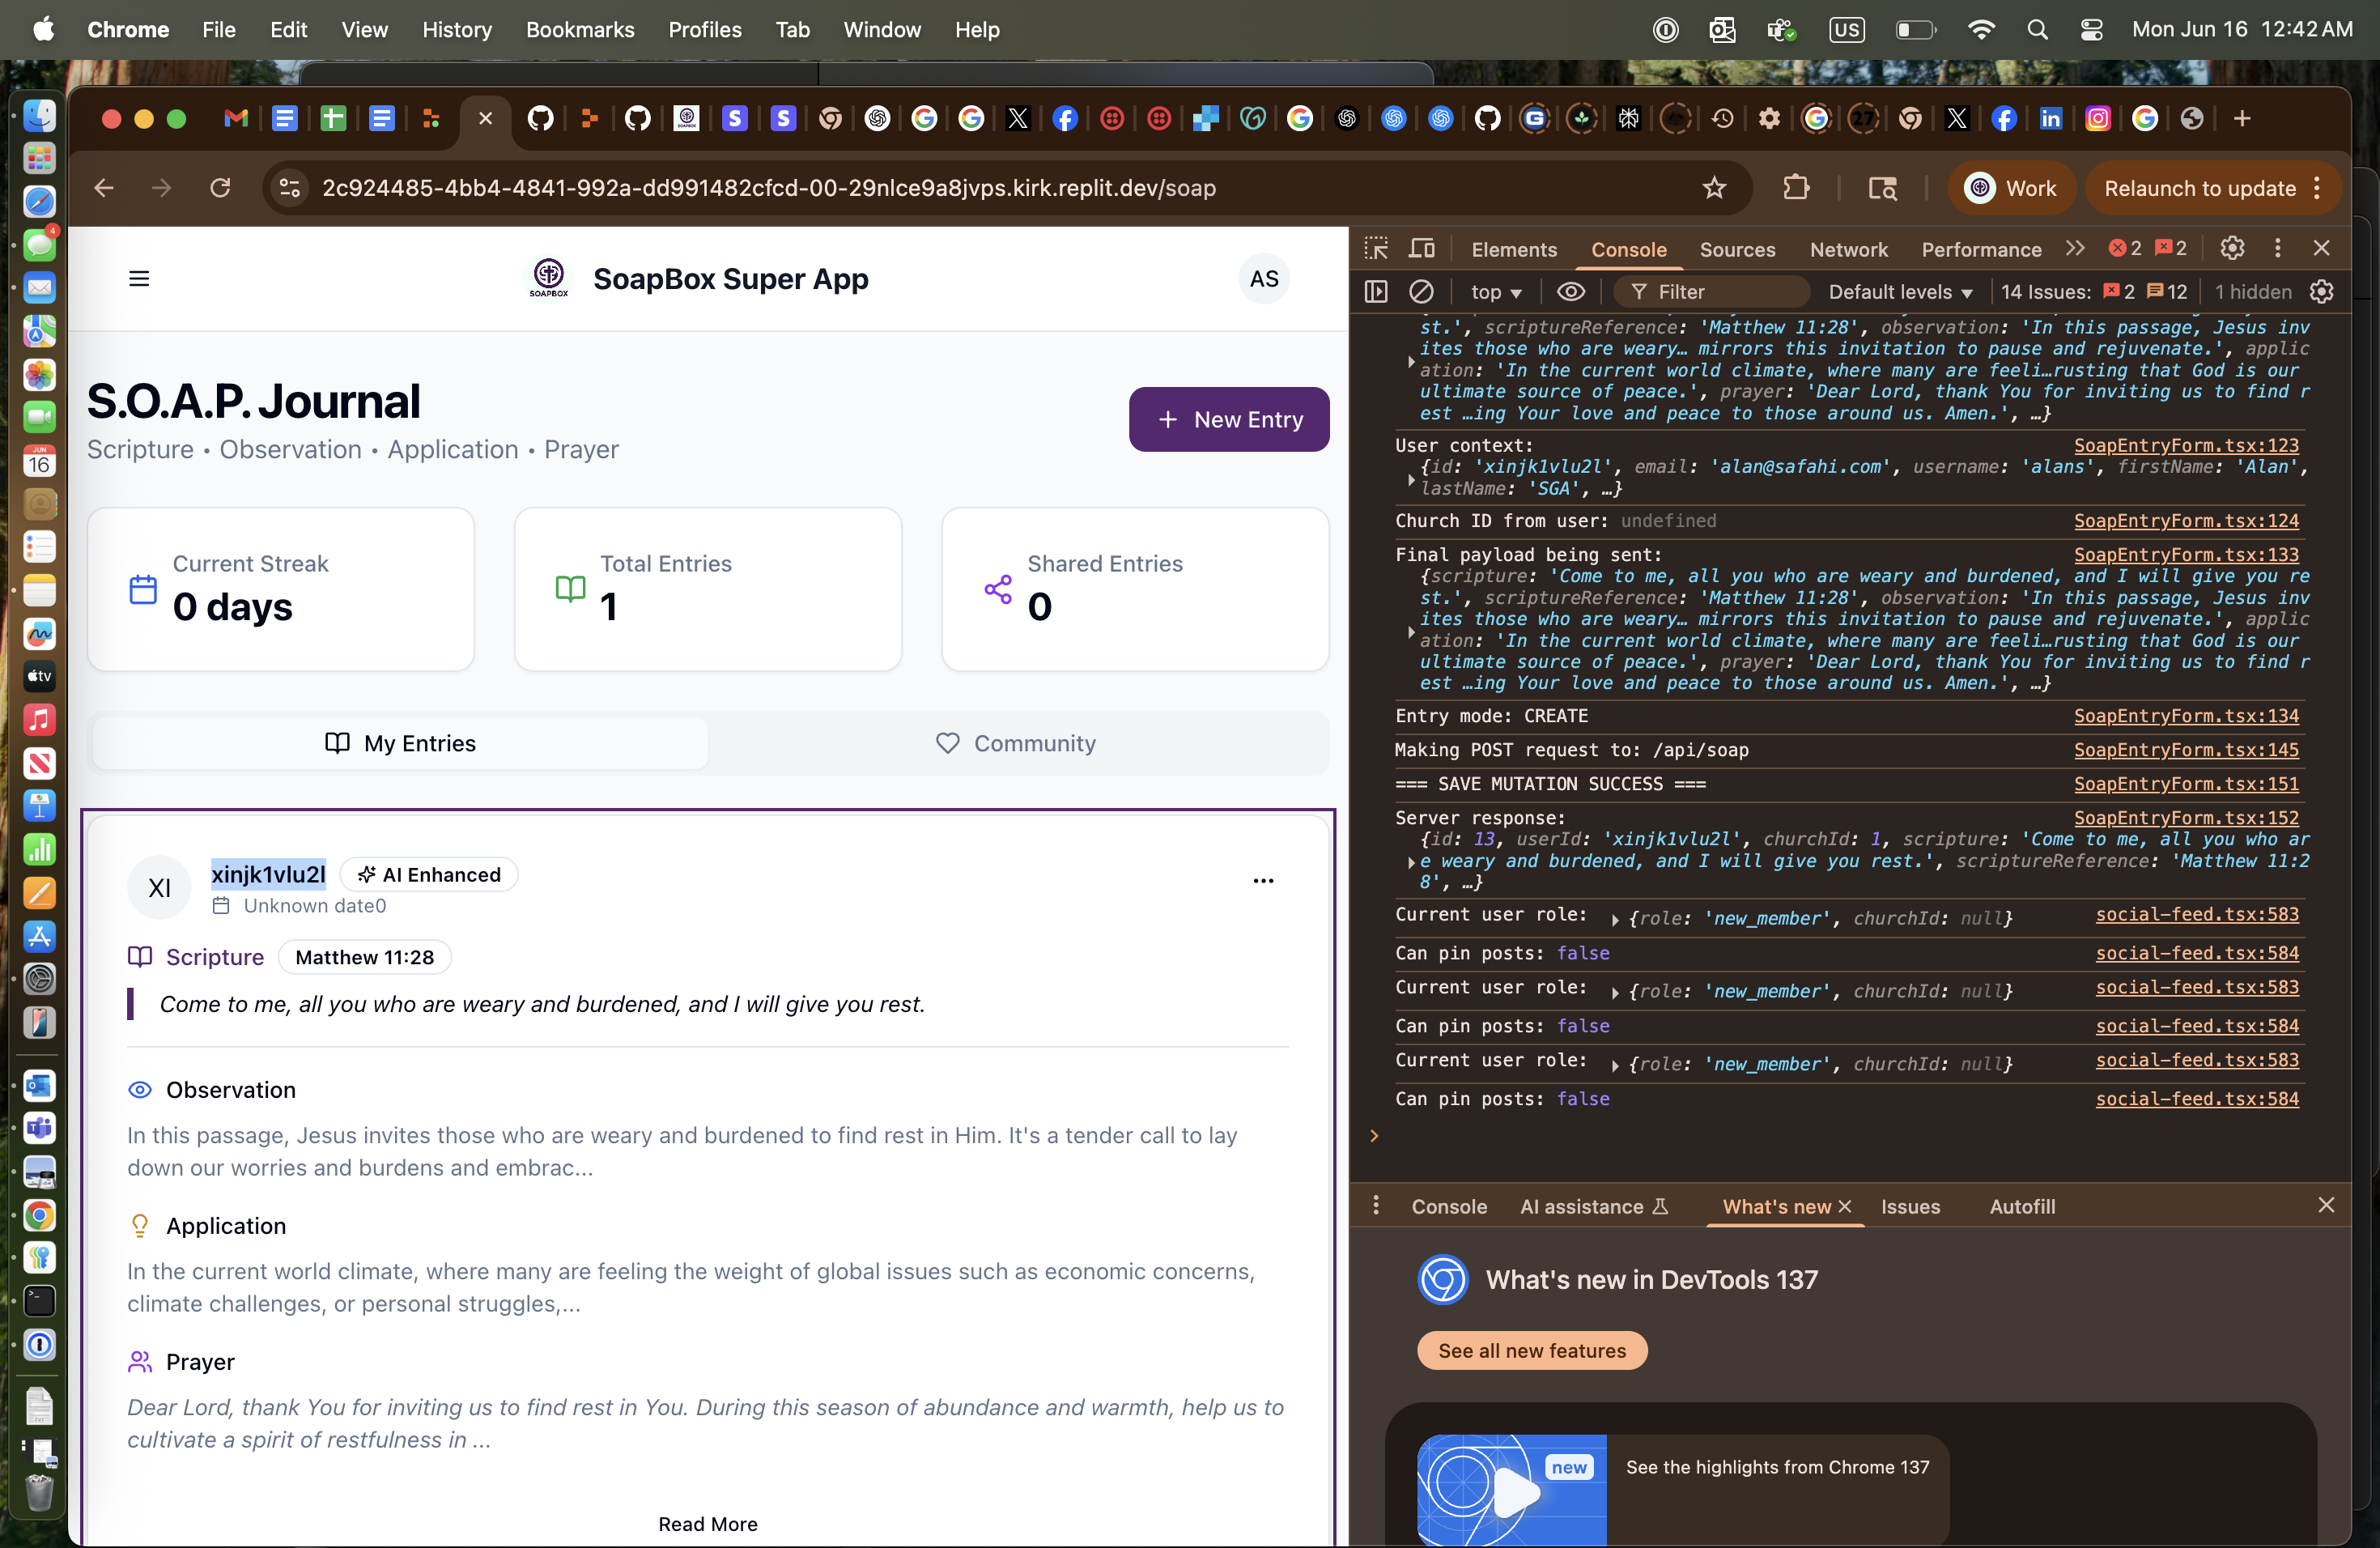 Chrome File Edit View History Bookmarks Profiles Tab Window Help US Mon Jun 16 12:42 AM
2c924485-4bb4-4841-992a-dd991482cfcd-00-29nlce9a8jvps.kirk.replit.dev/soap Work Relaunch to update
4
JUN
16
tv
SOAPBOX
SoapBox Super App
AS
S.O.A.P. Journal
Scripture • Observation • Application • Prayer
+ New Entry
Current Streak
0 days
Total Entries
1
Shared Entries
0
My Entries
Community
XI
xinjk1vlu2l AI Enhanced
...
Unknown date0
Scripture Matthew 11:28
Come to me, all you who are weary and burdened, and I will give you rest.
Observation
In this passage, Jesus invites those who are weary and burdened to find rest in Him. It's a tender call to lay
down our worries and burdens and embrac...
Application
In the current world climate, where many are feeling the weight of global issues such as economic concerns,
climate challenges, or personal struggles,...
Prayer
Dear Lord, thank You for inviting us to find rest in You. During this season of abundance and warmth, help us to
cultivate a spirit of restfulness in ...
Read More
Elements Console Sources Network Performance 2 2
top Filter Default levels 14 Issues: 2 12 1 hidden
st.', scriptureReference: 'Matthew 11:28', observation: 'In this passage, Jesus inv
ites those who are weary… mirrors this invitation to pause and rejuvenate.', applic
ation: 'In the current world climate, where many are feeli…rusting that God is our
ultimate source of peace.', prayer: 'Dear Lord, thank You for inviting us to find r
est …ing Your love and peace to those around us. Amen.', …}
User context: SoapEntryForm.tsx:123
{id: 'xinjk1vlu2l', email: 'alan@safahi.com', username: 'alans', firstName: 'Alan',
lastName: 'SGA', …}
Church ID from user: undefined SoapEntryForm.tsx:124
Final payload being sent: SoapEntryForm.tsx:133
{scripture: 'Come to me, all you who are weary and burdened, and I will give you re
st.', scriptureReference: 'Matthew 11:28', observation: 'In this passage, Jesus inv
ites those who are weary… mirrors this invitation to pause and rejuvenate.', applic
ation: 'In the current world climate, where many are feeli…rusting that God is our
ultimate source of peace.', prayer: 'Dear Lord, thank You for inviting us to find r
est …ing Your love and peace to those around us. Amen.', …}
Entry mode: CREATE SoapEntryForm.tsx:134
Making POST request to: /api/soap SoapEntryForm.tsx:145
=== SAVE MUTATION SUCCESS === SoapEntryForm.tsx:151
Server response: SoapEntryForm.tsx:152
{id: 13, userId: 'xinjk1vlu2l', churchId: 1, scripture: 'Come to me, all you who ar
e weary and burdened, and I will give you rest.', scriptureReference: 'Matthew 11:2
8', …}
Current user role: {role: 'new_member', churchId: null} social-feed.tsx:583
Can pin posts: false social-feed.tsx:584
Current user role: {role: 'new_member', churchId: null} social-feed.tsx:583
Can pin posts: false social-feed.tsx:584
Current user role: {role: 'new_member', churchId: null} social-feed.tsx:583
Can pin posts: false social-feed.tsx:584
Console AI assistance What's new Issues Autofill
What's new in DevTools 137
See all new features
new
See the highlights from Chrome 137